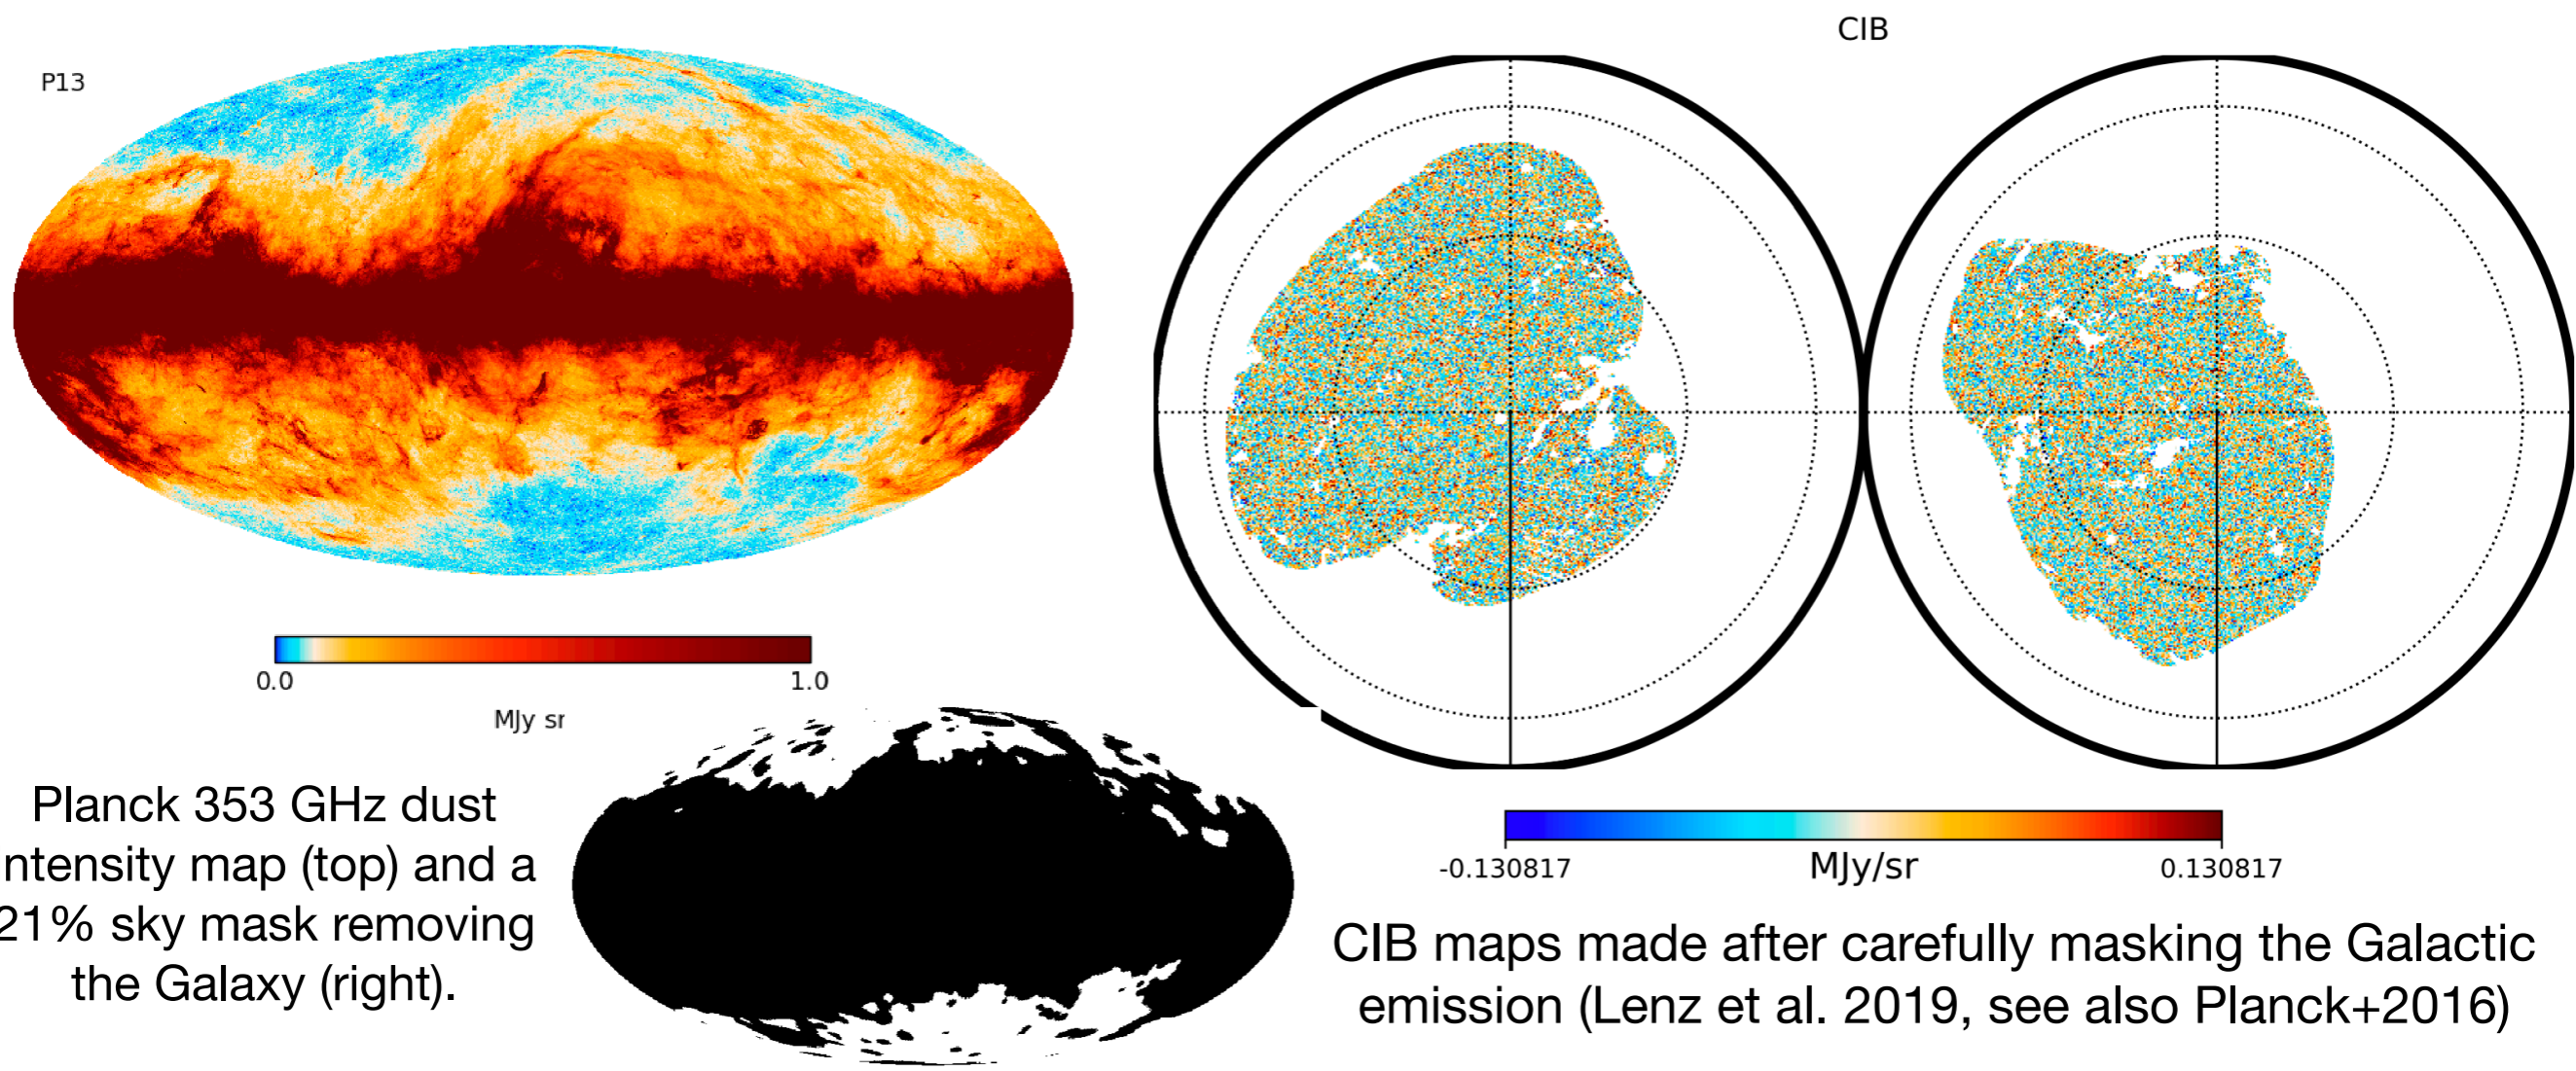 P13
0.0 1.0
MJy sr
Planck 353 GHz dust
ntensity map (top) and a
21% sky mask removing
the Galaxy (right).
CIB
-0.130817 MJy/sr 0.130817
CIB maps made after carefully masking the Galactic
emission (Lenz et al. 2019, see also Planck+2016)